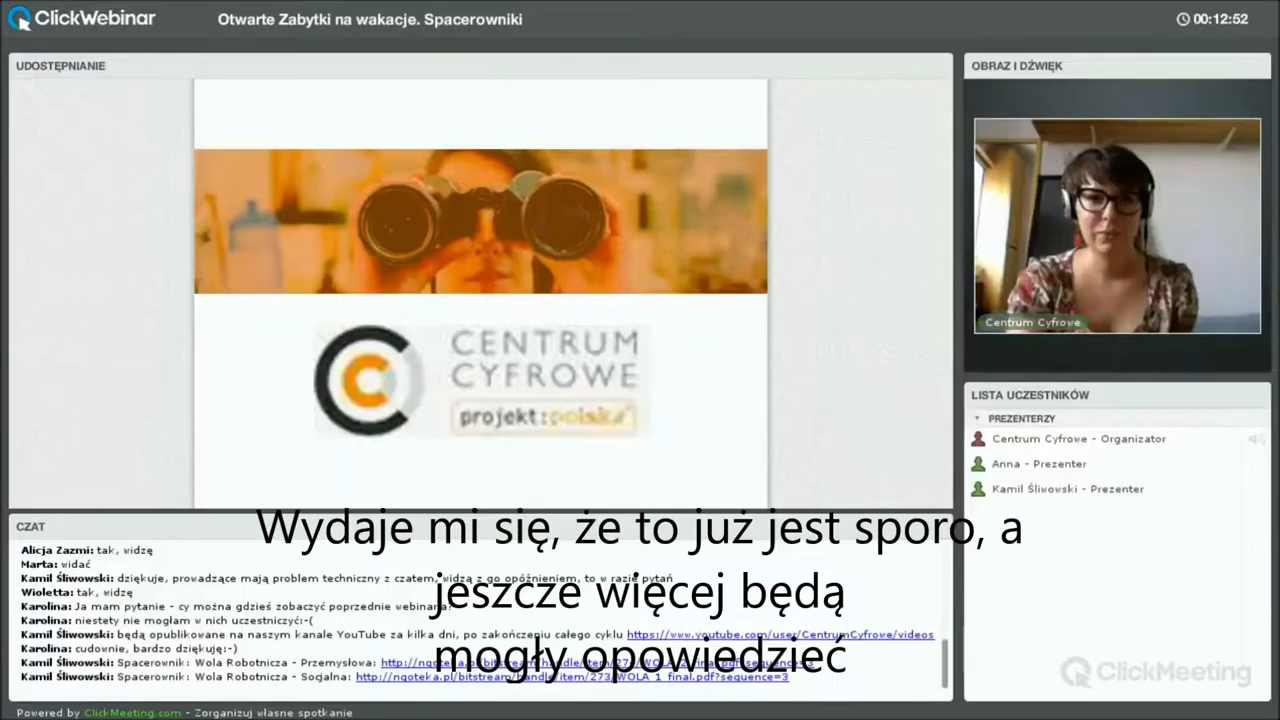 ClickWebinar
Otwarte Zabytki na wakacje. Spacerowniki
00:12:52
UDOSTĘPNIANIE
CENTRUM
CYFROWE
projekt:polska
OBRAZ I DŹWIĘK
Centrum Cyfrowe
LISTA UCZESTNIKÓW
PREZENTERZY
Centrum Cyfrowe - Organizator
Anna - Prezenter
Kamil Śliwowski - Prezenter
CZAT
Alicja Zazmi: tak, widzę
Marta: widać
Kamil Śliwowski: dziękuje, prowadzące mają problem techniczny z czatem, widzą z go opóźnieniem, to w razie pytań
Wioletta: tak, widzę
Karolina: Ja mam pytanie - cy można gdzieś zobaczyć poprzednie webinaria?
Karolina: niestety nie mogłam w nich uczestniczyć:-(
Kamil Śliwowski: będą opublikowane na naszym kanale YouTube za kilka dni, po zakończeniu całego cyklu https://www.youtube.com/user/CentrumCyfrowe/videos
Karolina: cudownie, bardzo dziękuję:-)
Kamil Śliwowski: Spacerownik: Wola Robotnicza - Przemysłowa:
Kamil Śliwowski: Spacerownik: Wola Robotnicza - Socjalna: http://ngoteka.pl/bitstream/handle/item/273/WOLA_1_final.pdf?sequence=3
Wydaje mi się, że to już jest sporo, a
jeszcze więcej będą
mogły opowiedzieć
ClickMeeting
Powered by ClickMeeting.com - Zorganizuj własne spotkanie